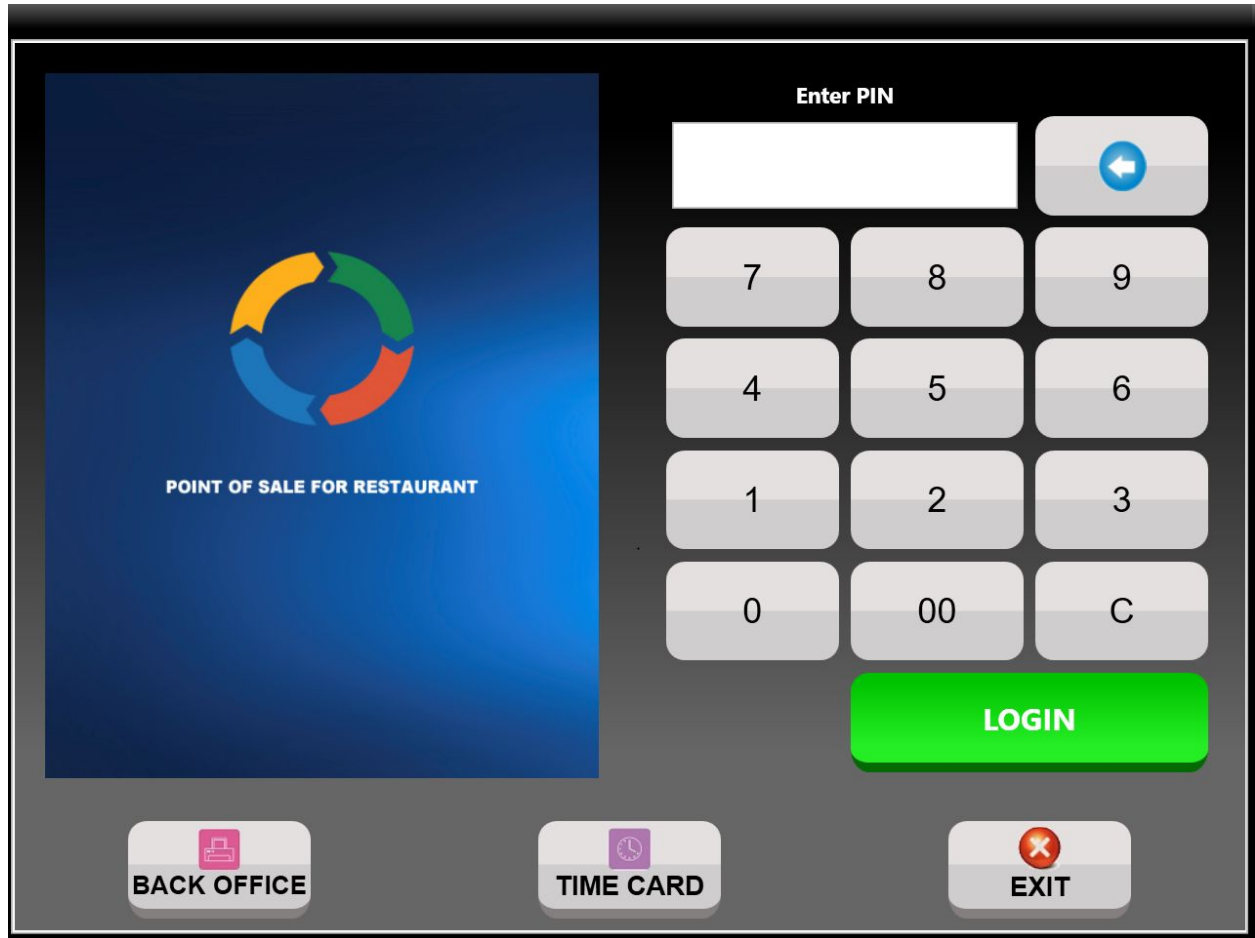 Enter PIN
7 8 9
4 5 6
POINT OF SALE FOR RESTAURANT
1 2 3
0 00 C
LOGIN
BACK OFFICE
TIME CARD
EXIT